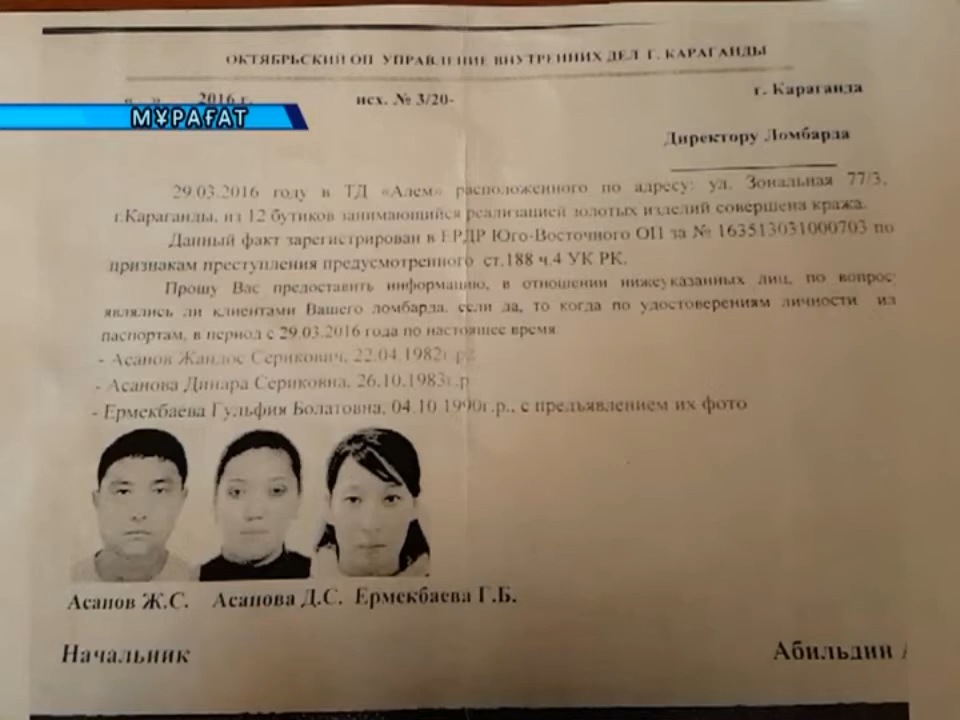 ОКТЯБРЬСКИЙ ОП УПРАВЛЕНИЕ ВНУТРЕННИХ ДЕЛ Г. КАРАГАНДЫ
« » 2016 г. исх. № 3/20- г. Караганда
МҰРАҒАТ
Директору Ломбарда
29.03.2016 году в ТД «Алем» расположенного по адресу: ул. Зональная 77/3,
г.Караганды, из 12 бутиков занимающийся реализацией золотых изделий совершена кража.
Данный факт зарегистрирован в ЕРДР Юго-Восточного ОП за № 163513031000703 по
признакам преступления предусмотренного ст.188 ч.4 УК РК.
Прошу Вас предоставить информацию, в отношении нижеуказанных лиц, по вопрос
являлись ли клиентами Вашего ломбарда, если да, то когда по удостоверениям личности или
паспортам, в период с 29.03.2016 года по настоящее время
- Асанов Жандос Серикович, 22.04.1982г.р.
- Асанова Динара Сериковна, 26.10.1983г.р
- Ермекбаева Гульфия Болатовна, 04.10 1990г.р., с предъявлением их фото
Асанов Ж.С. Асанова Д.С. Ермекбаева Г.Б.
Начальник Абильдин